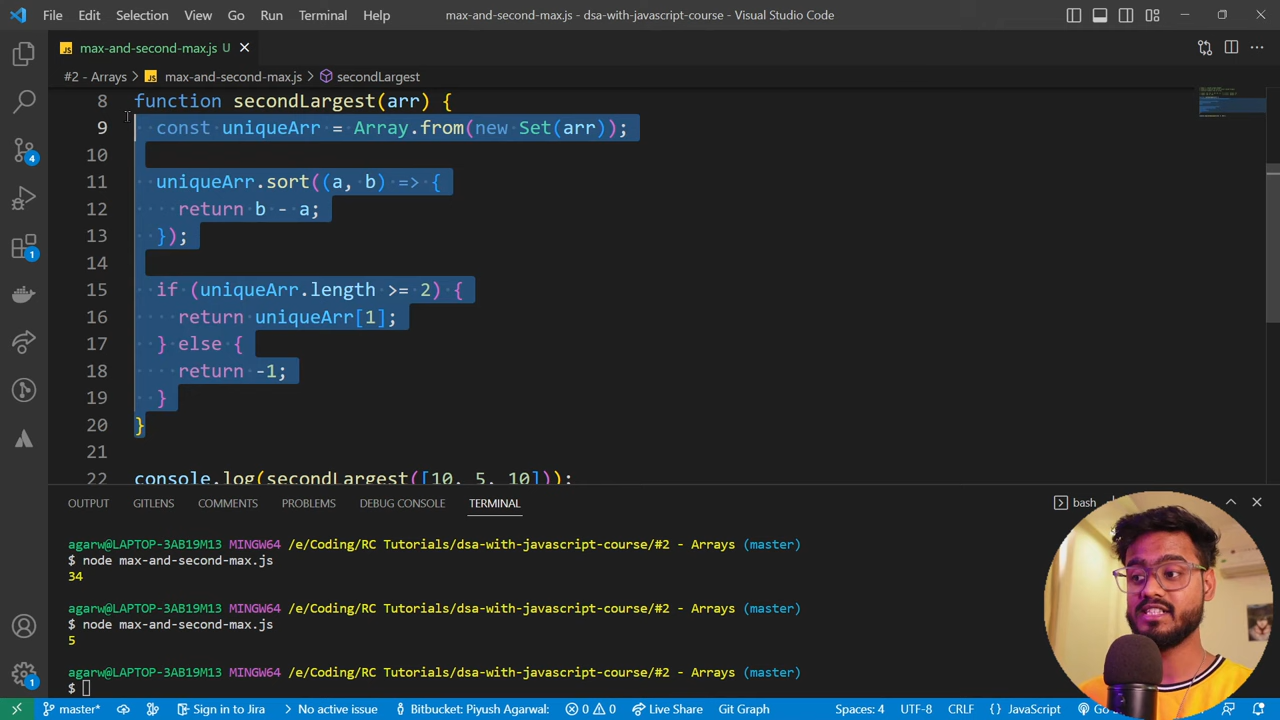 File Edit Selection View Go Run Terminal Help max-and-second-max.js - dsa-with-javascript-course - Visual Studio Code
JS max-and-second-max.js U
#2 - Arrays > JS max-and-second-max.js > secondLargest
8 function secondLargest(arr) {
9 const uniqueArr = Array.from(new Set(arr));
10
11 uniqueArr.sort((a, b) => {
12 return b - a;
13 });
14
15 if (uniqueArr.length >= 2) {
16 return uniqueArr[1];
17 } else {
18 return -1;
19 }
20 }
21
22 console.log(secondLargest([10, 5, 10]));
4
1
1
OUTPUT GITLENS COMMENTS PROBLEMS DEBUG CONSOLE TERMINAL bash
agarw@LAPTOP-3AB19M13 MINGW64 /e/Coding/RC Tutorials/dsa-with-javascript-course/#2 - Arrays (master)
$ node max-and-second-max.js
34
agarw@LAPTOP-3AB19M13 MINGW64 /e/Coding/RC Tutorials/dsa-with-javascript-course/#2 - Arrays (master)
$ node max-and-second-max.js
5
agarw@LAPTOP-3AB19M13 MINGW64 /e/Coding/RC Tutorials/dsa-with-javascript-course/#2 - Arrays (master)
$
master* Sign in to Jira No active issue Bitbucket: Piyush Agarwal: 0 0 Live Share Git Graph Spaces: 4 UTF-8 CRLF {} JavaScript Go